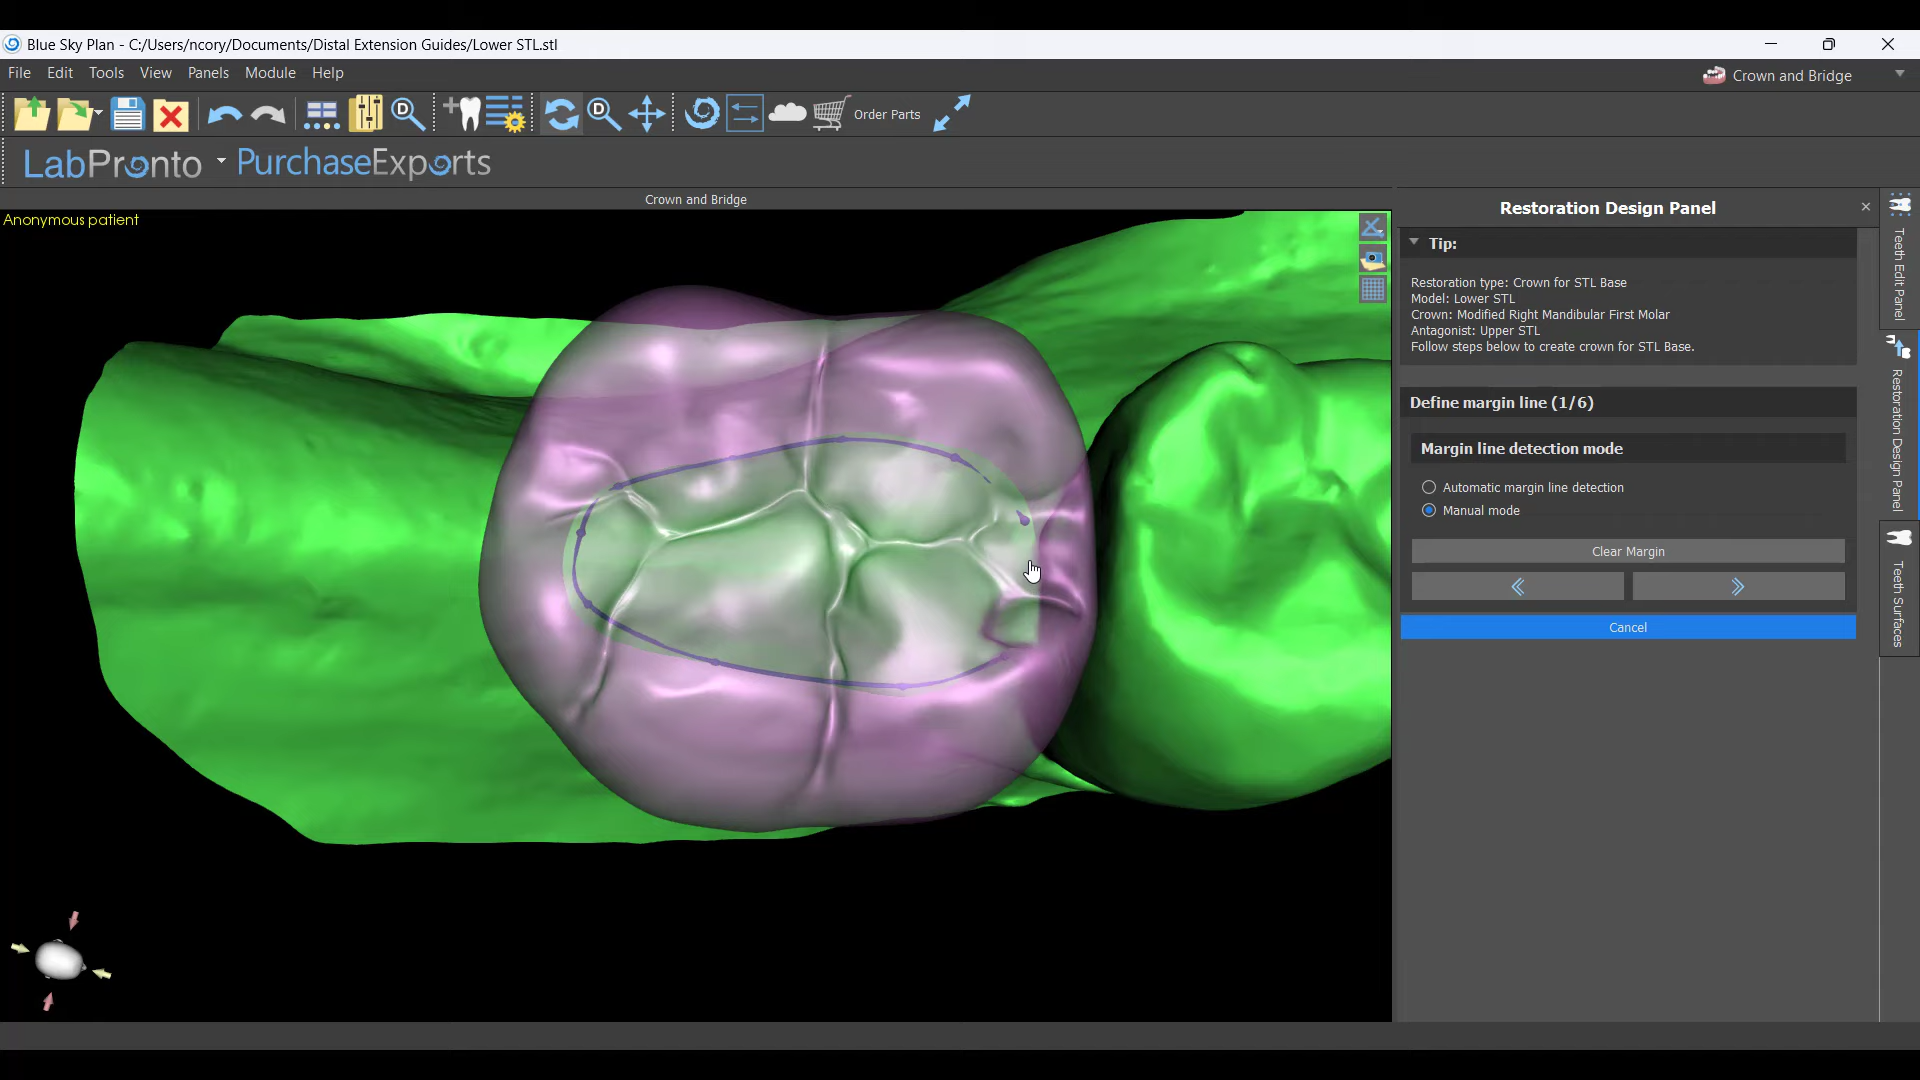 Blue Sky Plan - C:/Users/ncory/Documents/Distal Extension Guides/Lower STL.stl
File Edit Tools View Panels Module Help
Crown and Bridge
Order Parts
LabPronto PurchaseExports
Crown and Bridge
Anonymous patient
Restoration Design Panel
Tip:
Restoration type: Crown for STL Base
Model: Lower STL
Crown: Modified Right Mandibular First Molar
Antagonist: Upper STL
Follow steps below to create crown for STL Base.
Define margin line (1/6)
Margin line detection mode
Automatic margin line detection
Manual mode
Clear Margin
Cancel
Teeth Edit Panel
Restoration Design Panel
Teeth Surfaces